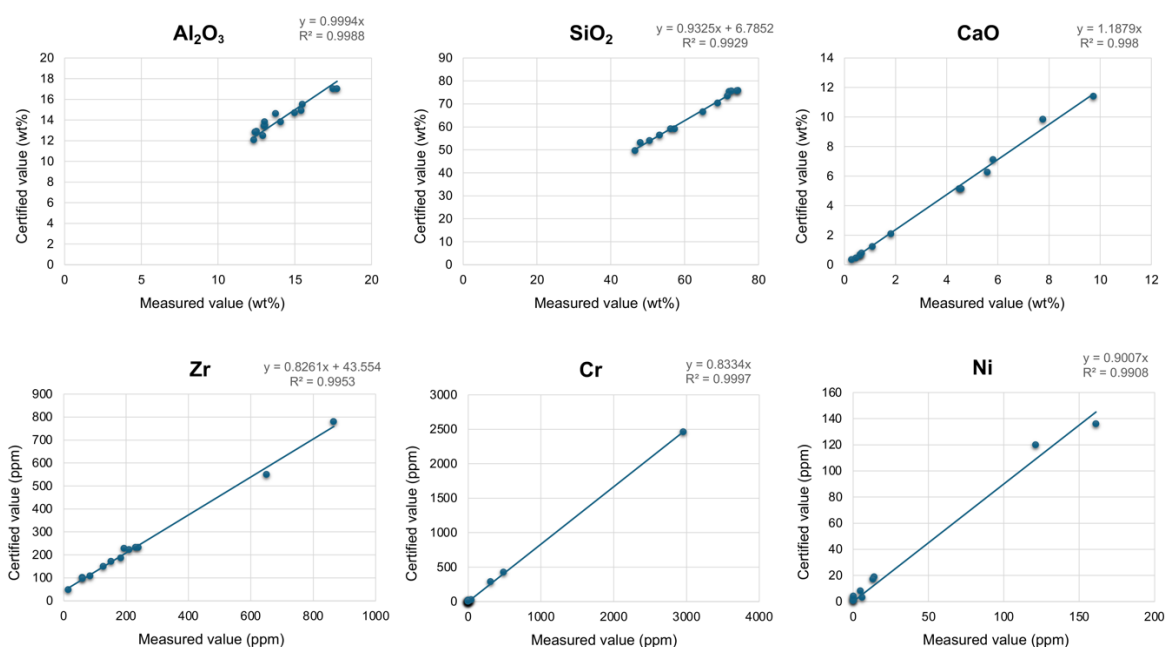 Al₂O₃
y = 0.9994x
R² = 0.9988
Certified value (wt%)
20
18
16
14
12
10
8
6
4
2
0
0 5 10 15 20
Measured value (wt%)
SiO₂
y = 0.9325x + 6.7852
R² = 0.9929
Certified value (wt%)
90
80
70
60
50
40
30
20
10
0
0 20 40 60 80
Measured value (wt%)
CaO
y = 1.1879x
R² = 0.998
Certified value (wt%)
14
12
10
8
6
4
2
0
0 2 4 6 8 10 12
Measured value (wt%)
Zr
y = 0.8261x + 43.554
R² = 0.9953
Certified value (ppm)
900
800
700
600
500
400
300
200
100
0
0 200 400 600 800 1000
Measured value (ppm)
Cr
y = 0.8334x
R² = 0.9997
Certified value (ppm)
3000
2500
2000
1500
1000
500
0
0 1000 2000 3000 4000
Measured value (ppm)
Ni
y = 0.9007x
R² = 0.9908
Certified value (ppm)
160
140
120
100
80
60
40
20
0
0 50 100 150 200
Measured value (ppm)